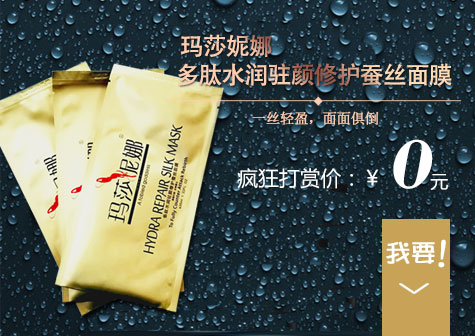 玛莎妮娜
多肽水润驻颜修护蚕丝面膜
一丝轻盈，面面俱倒
疯狂打赏价：￥0元
我要！
玛莎妮娜
HYDRA REPAIR SILK MASK